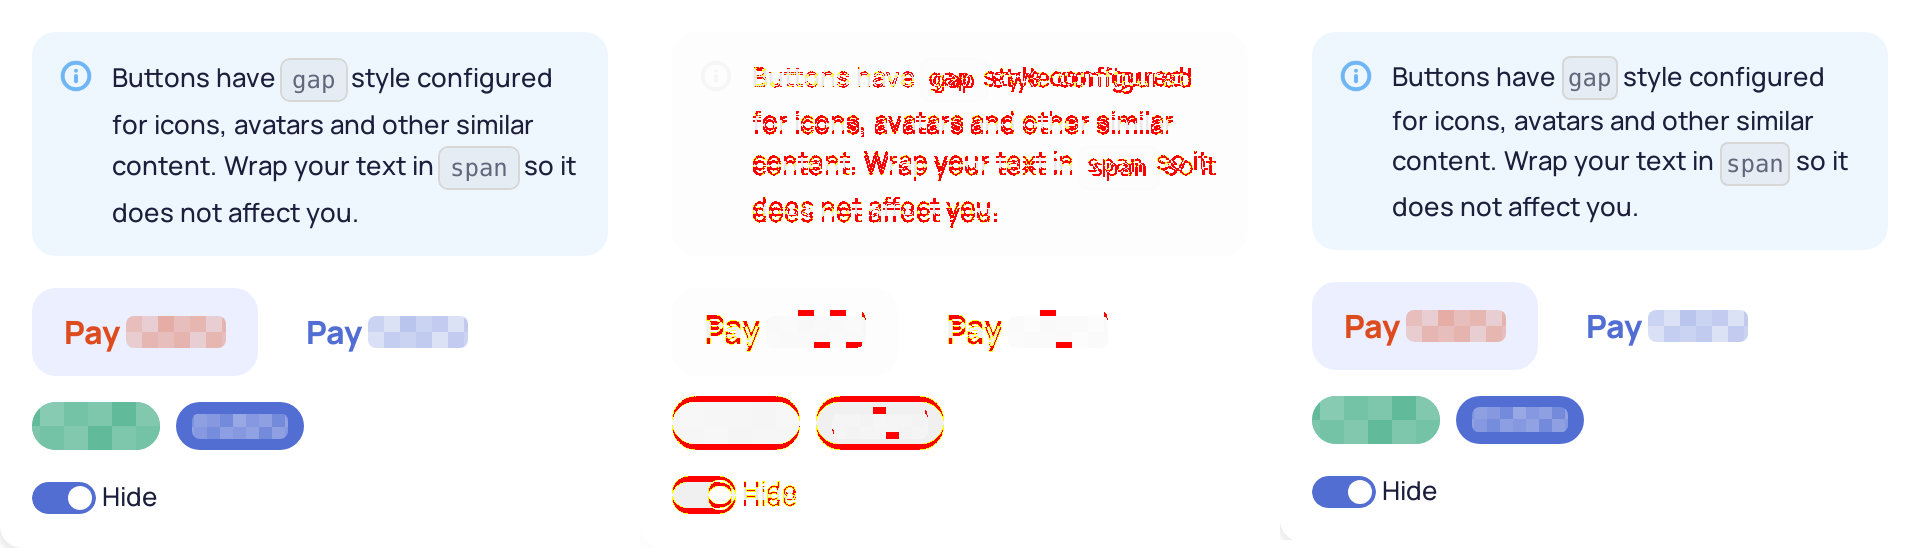 Buttons have gap style configured
for icons, avatars and other similar
content. Wrap your text in span so it
does not affect you.
Pay
Pay
Hide
Buttons have gap style configured
for icons, avatars and other similar
content. Wrap your text in span so it
does not affect you.
Pay
Pay
Hide
Buttons have gap style configured
for icons, avatars and other similar
content. Wrap your text in span so it
does not affect you.
Pay
Pay
Hide